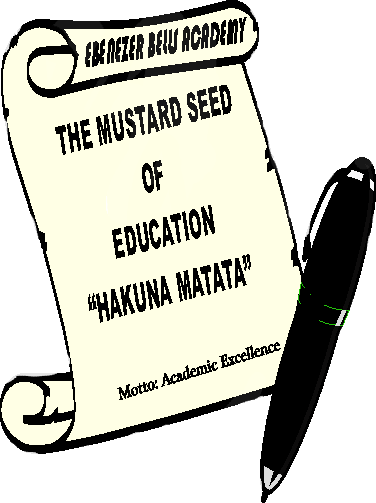 EBENEZER BELU ACADEMY
THE MUSTARD SEED
OF
EDUCATION
“HAKUNA MATATA”
Motto: Academic Excellence